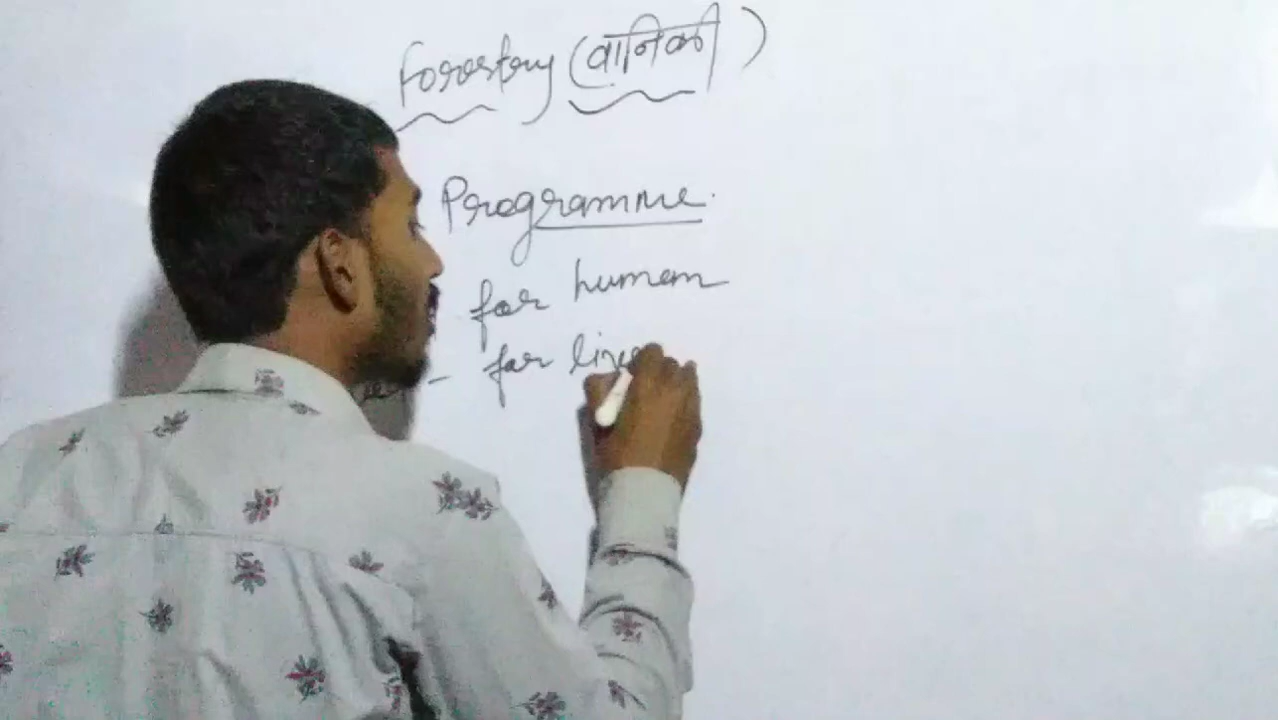 Forestry (वानिकी)
Programme.
for human
- for live